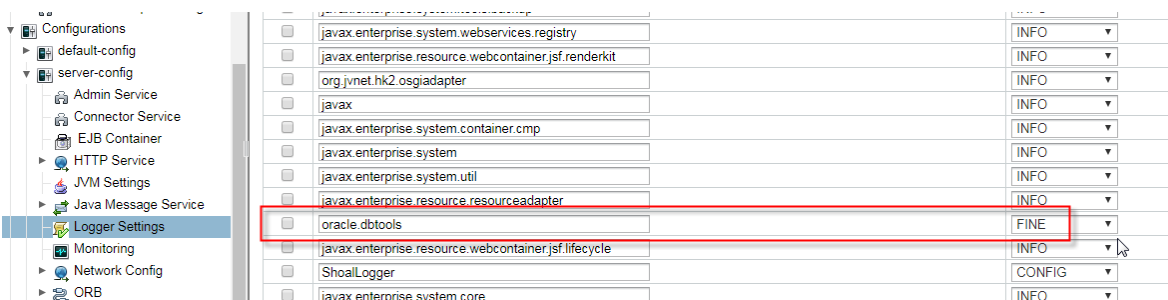 Configurations
default-config
server-config
Admin Service
Connector Service
EJB Container
HTTP Service
JVM Settings
Java Message Service
Logger Settings
Monitoring
Network Config
ORB
javax.enterprise.system.webservices.registry INFO
javax.enterprise.resource.webcontainer.jsf.renderkit INFO
org.jvnet.hk2.osgiadapter INFO
javax INFO
javax.enterprise.system.container.cmp INFO
javax.enterprise.system INFO
javax.enterprise.system.util INFO
javax.enterprise.resource.resourceadapter INFO
oracle.dbtools FINE
javax.enterprise.resource.webcontainer.jsf.lifecycle INFO
ShoalLogger CONFIG
javax.enterprise.system.core INFO